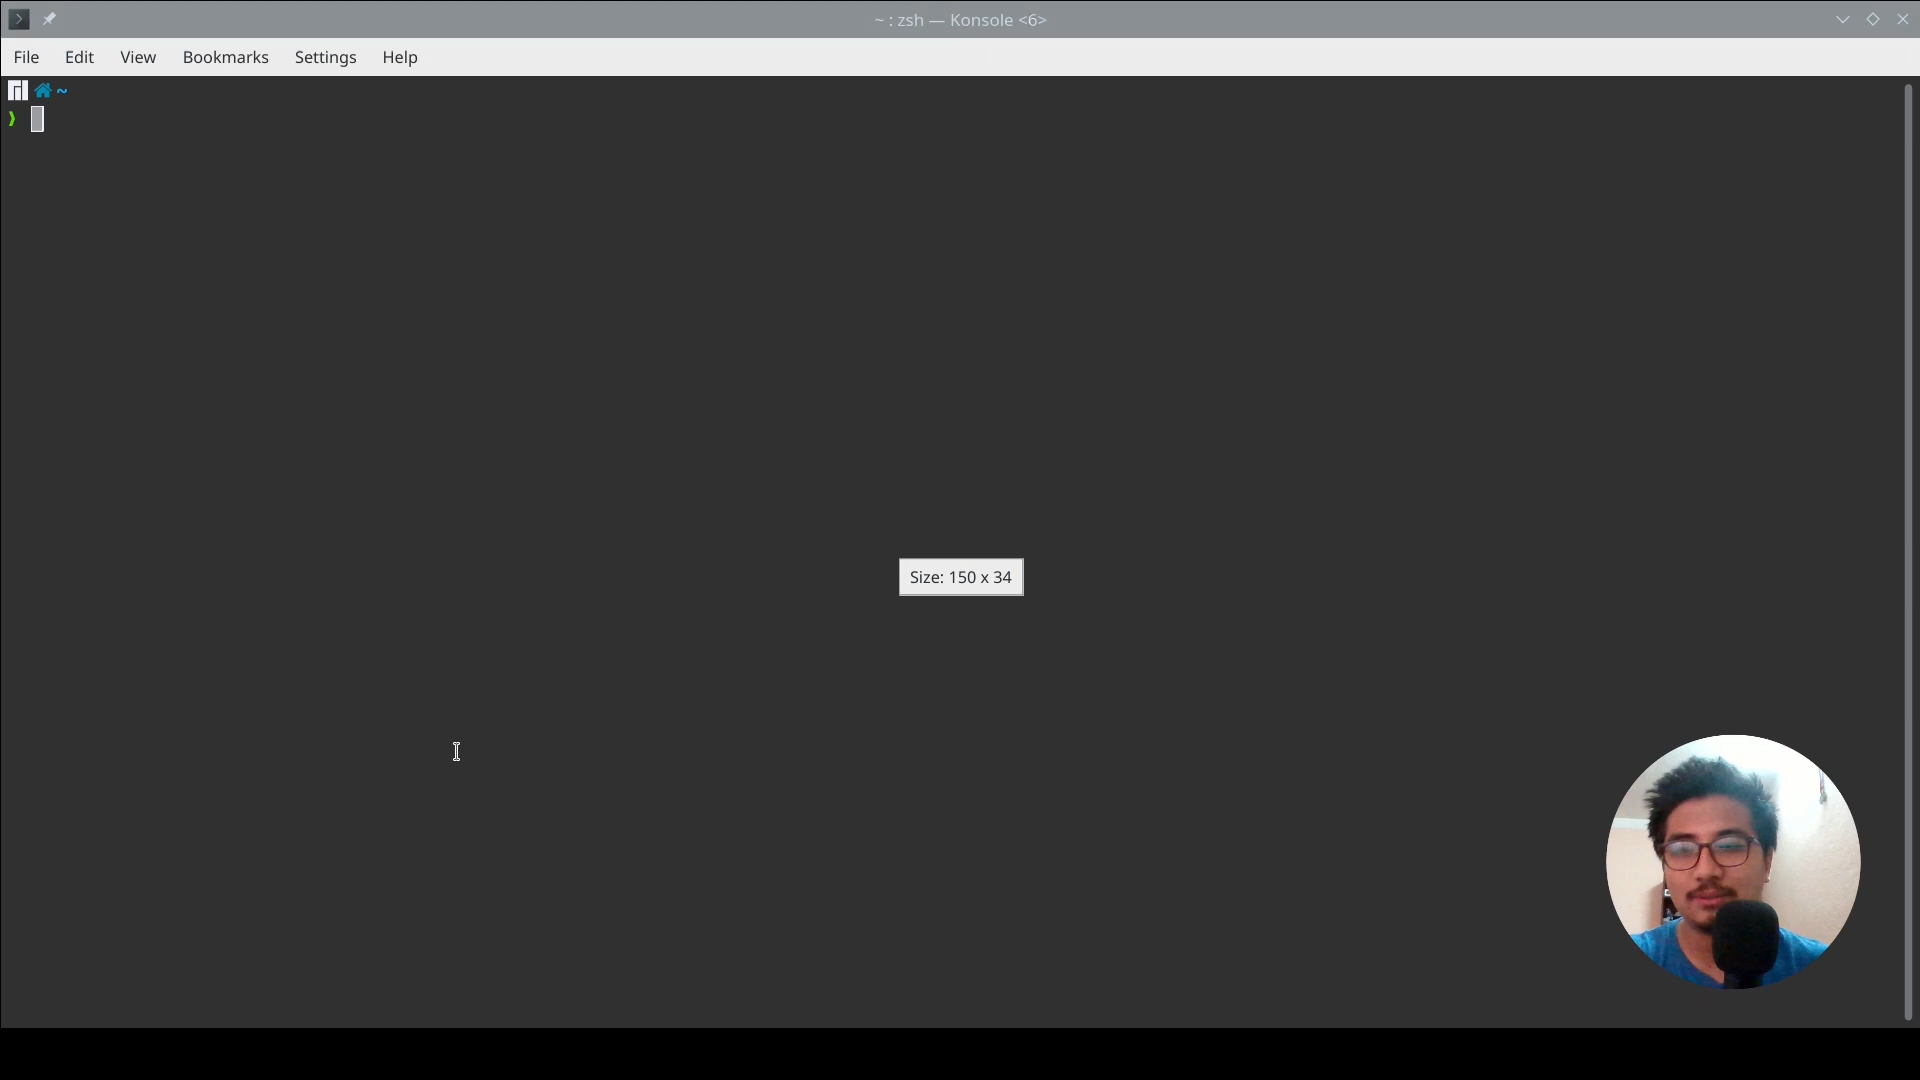 ~ : zsh — Konsole <6>
File Edit View Bookmarks Settings Help
~
❯
Size: 150 x 34